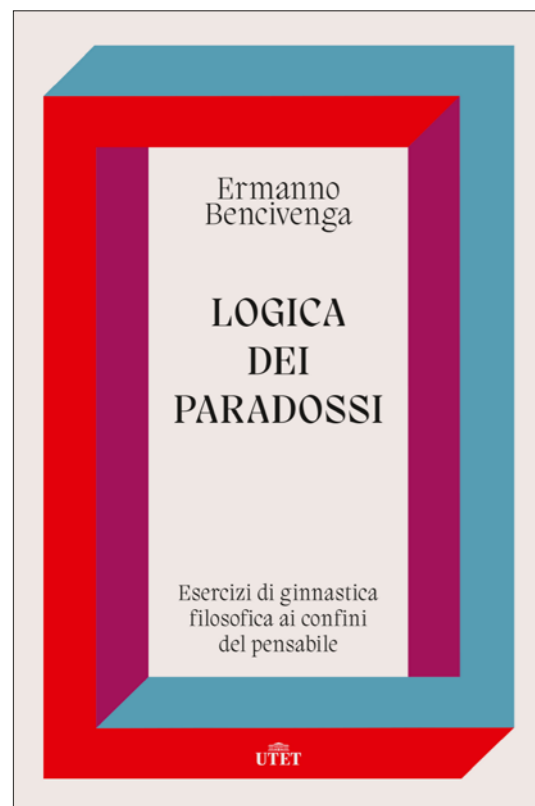 Ermanno
Bencivenga
LOGICA
DEI
PARADOSSI
Esercizi di ginnastica
filosofica ai confini
del pensabile
UTET